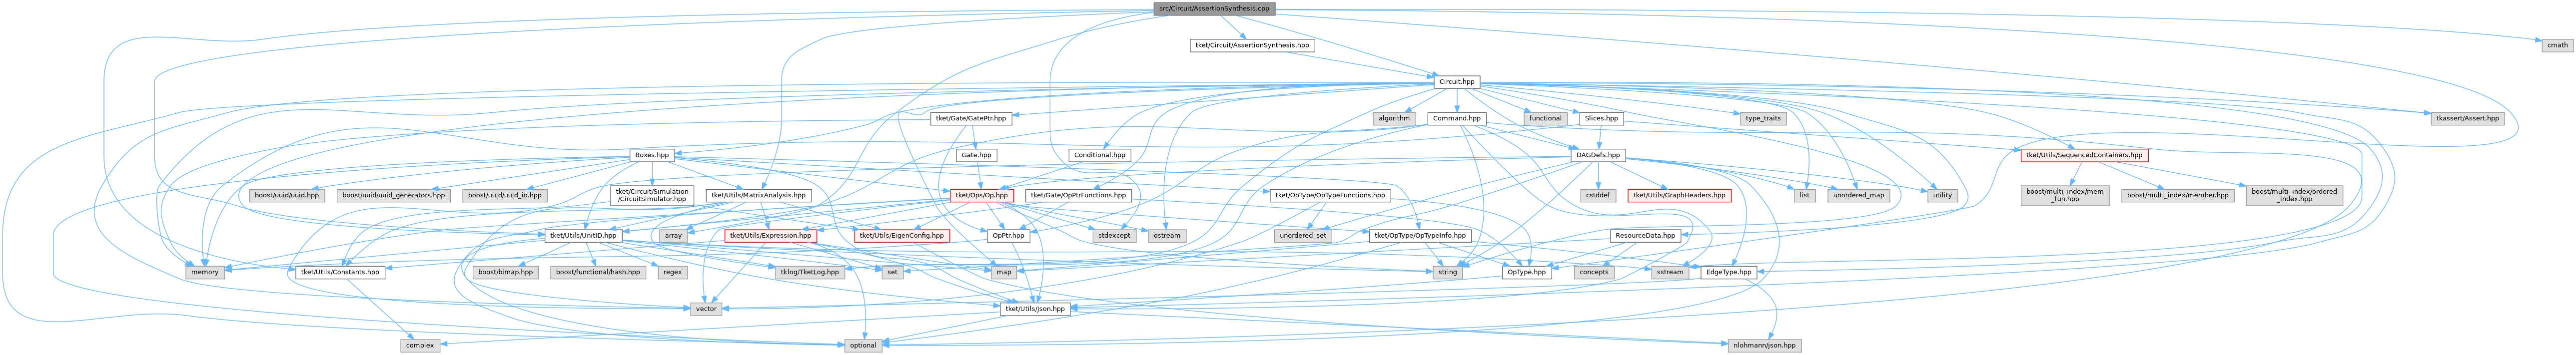 src/Circuit/AssertionSynthesis.cpp
tket/Circuit/AssertionSynthesis.hpp
cmath
Circuit.hpp
tket/Gate/GatePtr.hpp
algorithm
Command.hpp
functional
Slices.hpp
type_traits
tkassert/Assert.hpp
Boxes.hpp
Gate.hpp
Conditional.hpp
DAGDefs.hpp
tket/Utils/SequencedContainers.hpp
boost/uuid/uuid.hpp
boost/uuid/uuid_generators.hpp
boost/uuid/uuid_io.hpp
tket/Circuit/Simulation
/CircuitSimulator.hpp
tket/Utils/MatrixAnalysis.hpp
tket/Ops/Op.hpp
tket/Gate/OpPtrFunctions.hpp
tket/OpType/OpTypeFunctions.hpp
cstddef
tket/Utils/GraphHeaders.hpp
list
unordered_map
utility
boost/multi_index/mem
_fun.hpp
boost/multi_index/member.hpp
boost/multi_index/ordered
_index.hpp
tket/Utils/UnitID.hpp
array
tket/Utils/Expression.hpp
tket/Utils/EigenConfig.hpp
OpPtr.hpp
stdexcept
ostream
unordered_set
tket/OpType/OpTypeInfo.hpp
ResourceData.hpp
memory
tket/Utils/Constants.hpp
boost/bimap.hpp
boost/functional/hash.hpp
regex
tklog/TketLog.hpp
set
map
string
OpType.hpp
concepts
sstream
EdgeType.hpp
vector
tket/Utils/Json.hpp
complex
optional
nlohmann/json.hpp